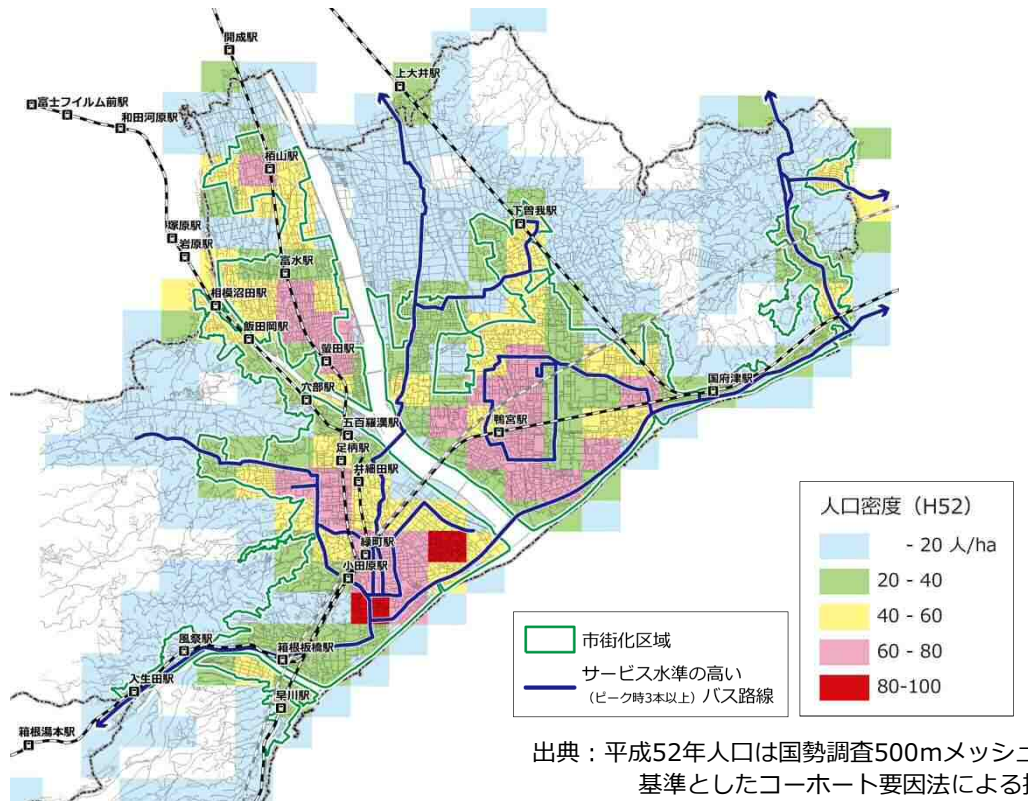 開成駅
上大井駅
富士フイルム前駅
和田河原駅
栢山駅
塚原駅
岩原駅
下曽我駅
富水駅
相模沼田駅
飯田岡駅
螢田駅
穴部駅
国府津駅
五百羅漢駅
鴨宮駅
足柄駅
井細田駅
緑町駅
小田原駅
風祭駅
箱根板橋駅
入生田駅
早川駅
箱根湯本駅
人口密度（H52）
- 20 人/ha
20 - 40
40 - 60
60 - 80
80-100
市街化区域
サービス水準の高い
（ピーク時3本以上）バス路線
出典：平成52年人口は国勢調査500mメッシュ
基準としたコーホート要因法による